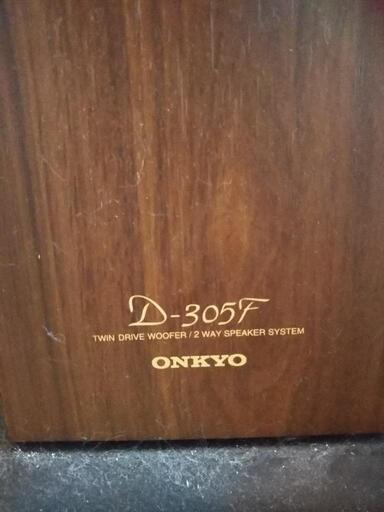 D-305F
TWIN DRIVE WOOFER / 2 WAY SPEAKER SYSTEM
ONKYO